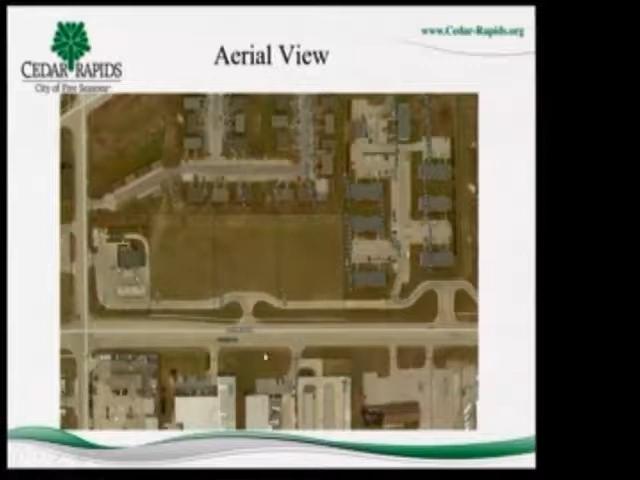 www.Cedar-Rapids.org
Aerial View
CEDAR RAPIDS
City of Five Seasons